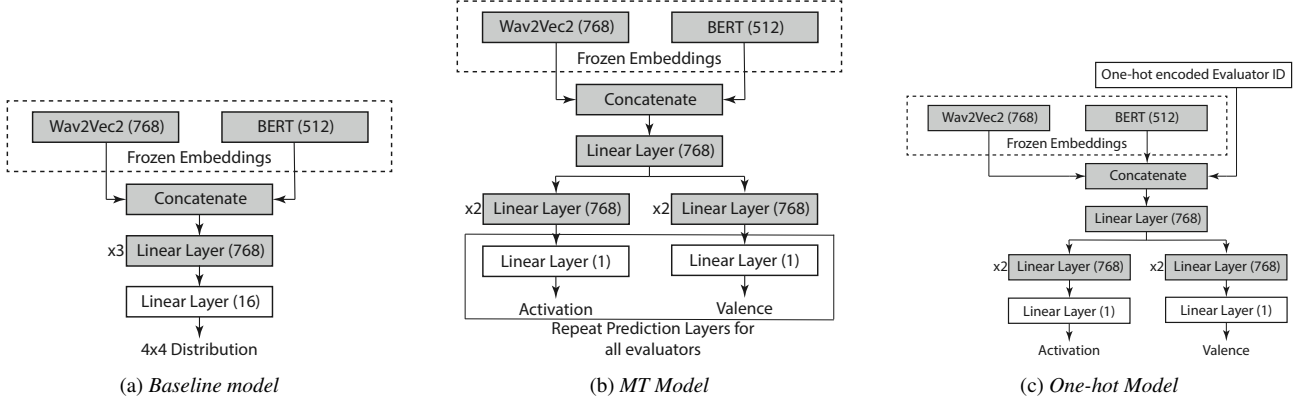 Wav2Vec2 (768)
BERT (512)
Frozen Embeddings
Concatenate
x3
Linear Layer (768)
Linear Layer (16)
4x4 Distribution
(a) Baseline model
Wav2Vec2 (768)
BERT (512)
Frozen Embeddings
Concatenate
Linear Layer (768)
x2
Linear Layer (768)
x2
Linear Layer (768)
Linear Layer (1)
Linear Layer (1)
Activation
Valence
Repeat Prediction Layers for
all evaluators
(b) MT Model
One-hot encoded Evaluator ID
Wav2Vec2 (768)
BERT (512)
Frozen Embeddings
Concatenate
Linear Layer (768)
x2
Linear Layer (768)
x2
Linear Layer (768)
Linear Layer (1)
Linear Layer (1)
Activation
Valence
(c) One-hot Model